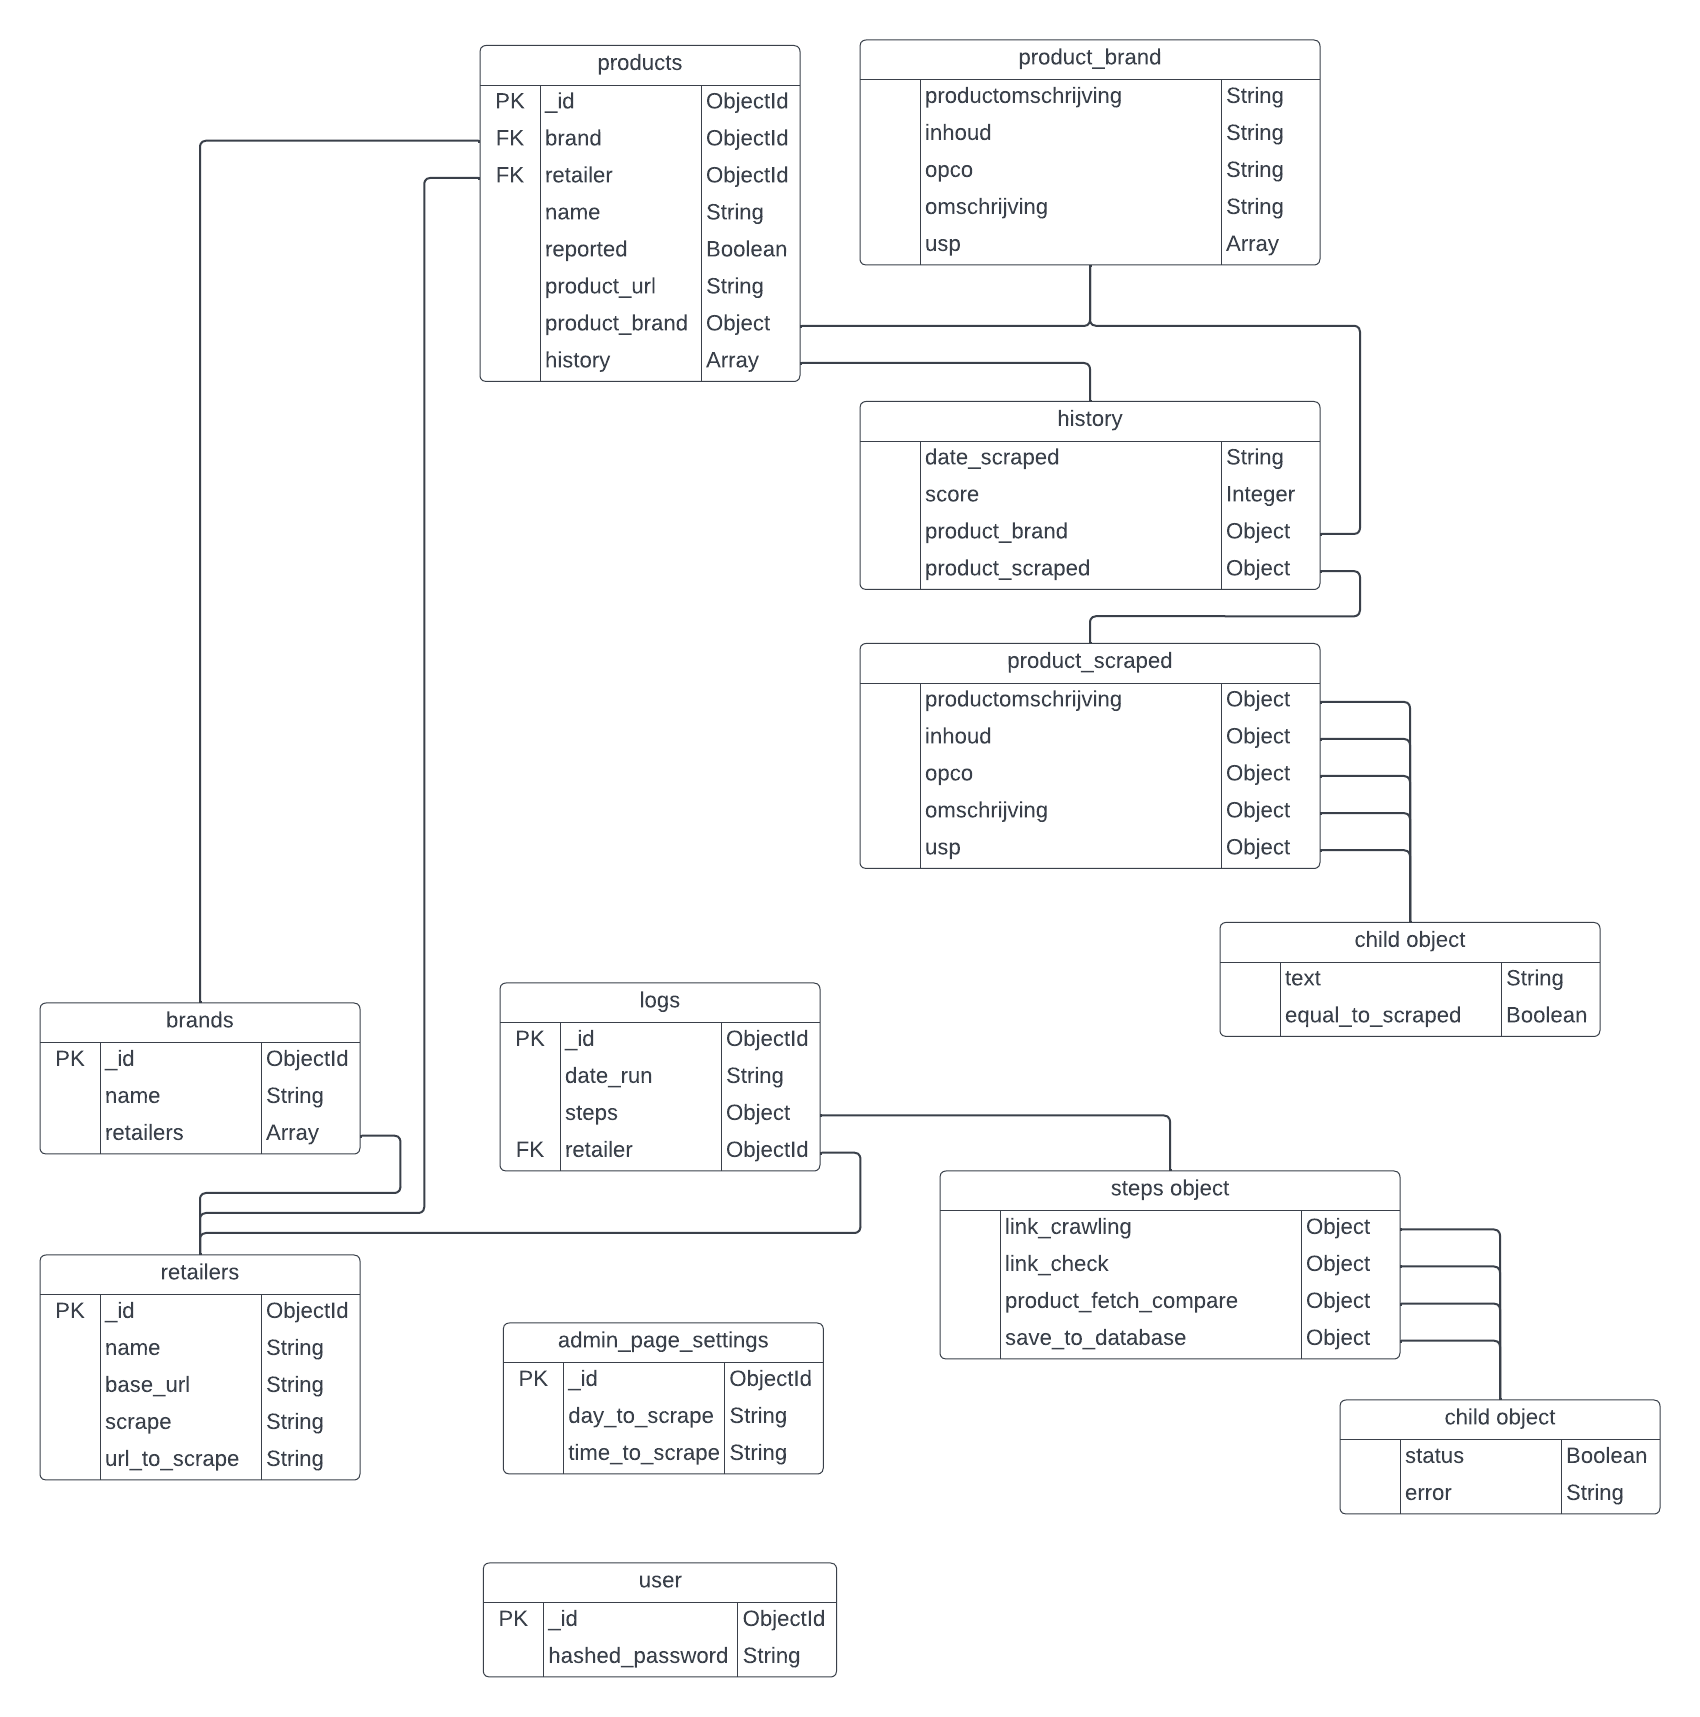 products
PK _id ObjectId
FK brand ObjectId
FK retailer ObjectId
name String
reported Boolean
product_url String
product_brand Object
history Array
product_brand
productomschrijving String
inhoud String
opco String
omschrijving String
usp Array
history
date_scraped String
score Integer
product_brand Object
product_scraped Object
product_scraped
productomschrijving Object
inhoud Object
opco Object
omschrijving Object
usp Object
child object
text String
equal_to_scraped Boolean
brands
PK _id ObjectId
name String
retailers Array
logs
PK _id ObjectId
date_run String
steps Object
FK retailer ObjectId
steps object
link_crawling Object
link_check Object
product_fetch_compare Object
save_to_database Object
retailers
PK _id ObjectId
name String
base_url String
scrape String
url_to_scrape String
admin_page_settings
PK _id ObjectId
day_to_scrape String
time_to_scrape String
child object
status Boolean
error String
user
PK _id ObjectId
hashed_password String